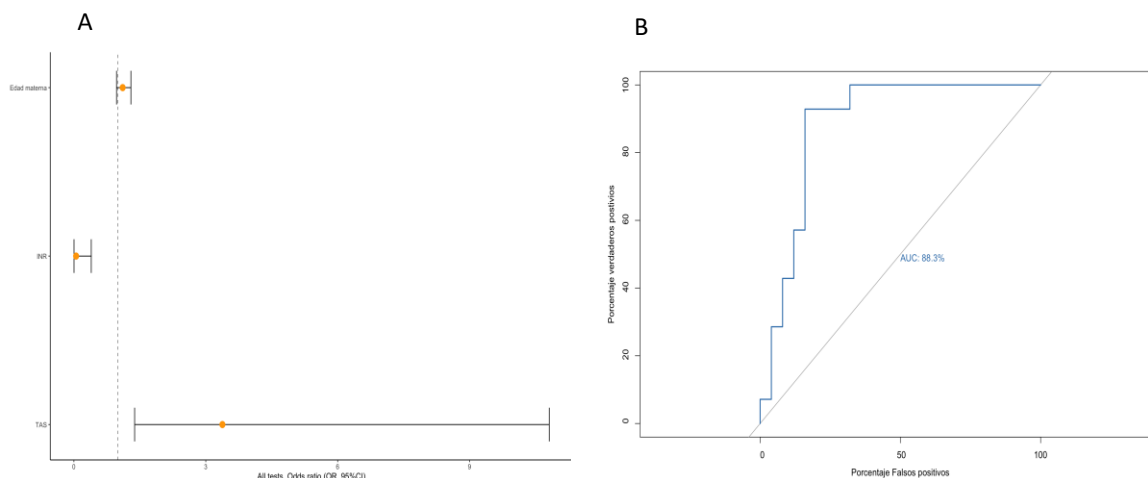 A
Edad materna
INR
TAS
0
3
6
9
All tests. Odds ratio (OR, 95%CI)
B
100
80
60
40
20
0
Porcentaje verdaderos postivios
AUC: 88.3%
0
50
100
Porcentaje Falsos positivos